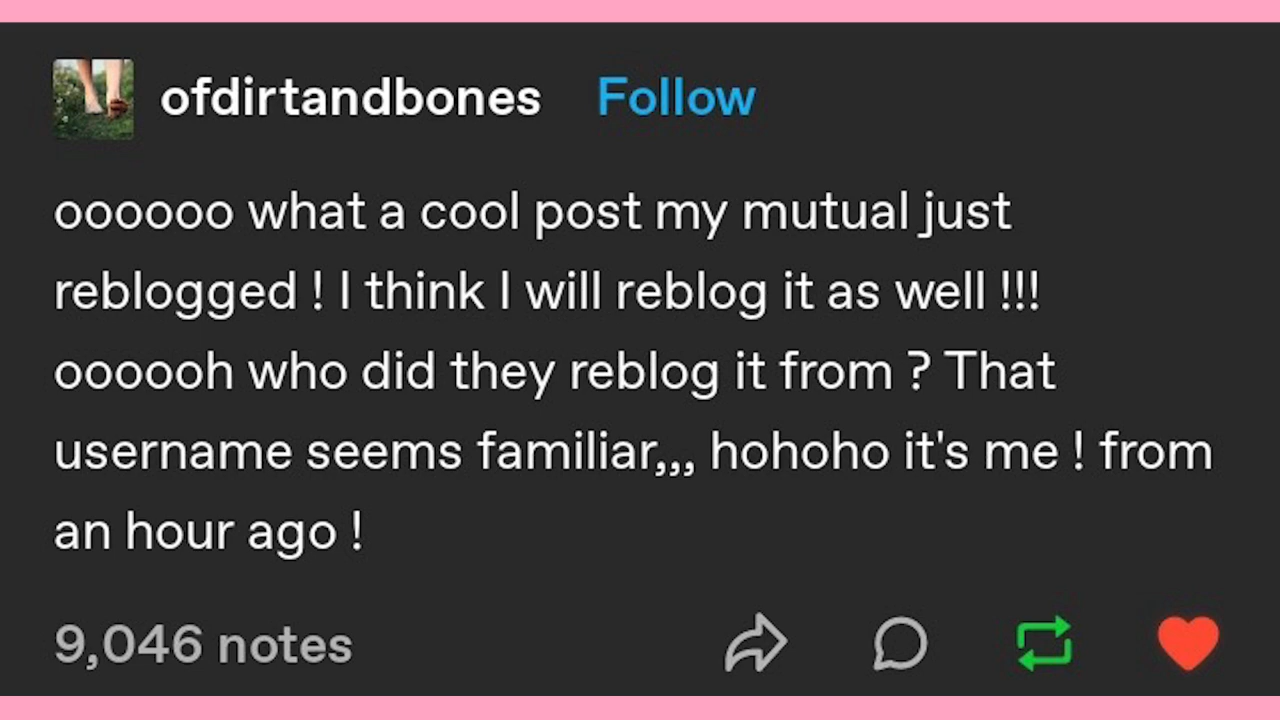 ofdirtandbones Follow
oooooo what a cool post my mutual just
reblogged ! I think I will reblog it as well !!!
oooooh who did they reblog it from ? That
username seems familiar,,, hohoho it's me ! from
an hour ago !
9,046 notes